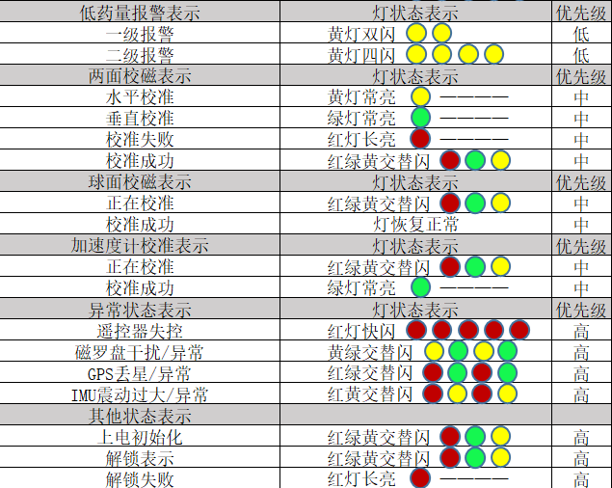 低药量报警表示 灯状态表示 优先级
一级报警 黄灯双闪 低
二级报警 黄灯四闪 低
两面校磁表示 灯状态表示 优先级
水平校准 黄灯常亮 ———— 中
垂直校准 绿灯常亮 ———— 中
校准失败 红灯长亮 ———— 中
校准成功 红绿黄交替闪 中
球面校磁表示 灯状态表示 优先级
正在校准 红绿黄交替闪 中
校准成功 灯恢复正常 中
加速度计校准表示 灯状态表示 优先级
正在校准 红绿黄交替闪 中
校准成功 绿灯常亮 ———— 中
异常状态表示 灯状态表示 优先级
遥控器失控 红灯快闪 高
磁罗盘干扰/异常 黄绿交替闪 高
GPS丢星/异常 红绿交替闪 高
IMU震动过大/异常 红黄交替闪 高
其他状态表示
上电初始化 红绿黄交替闪 高
解锁表示 红绿黄交替闪 高
解锁失败 红灯长亮 ———— 高